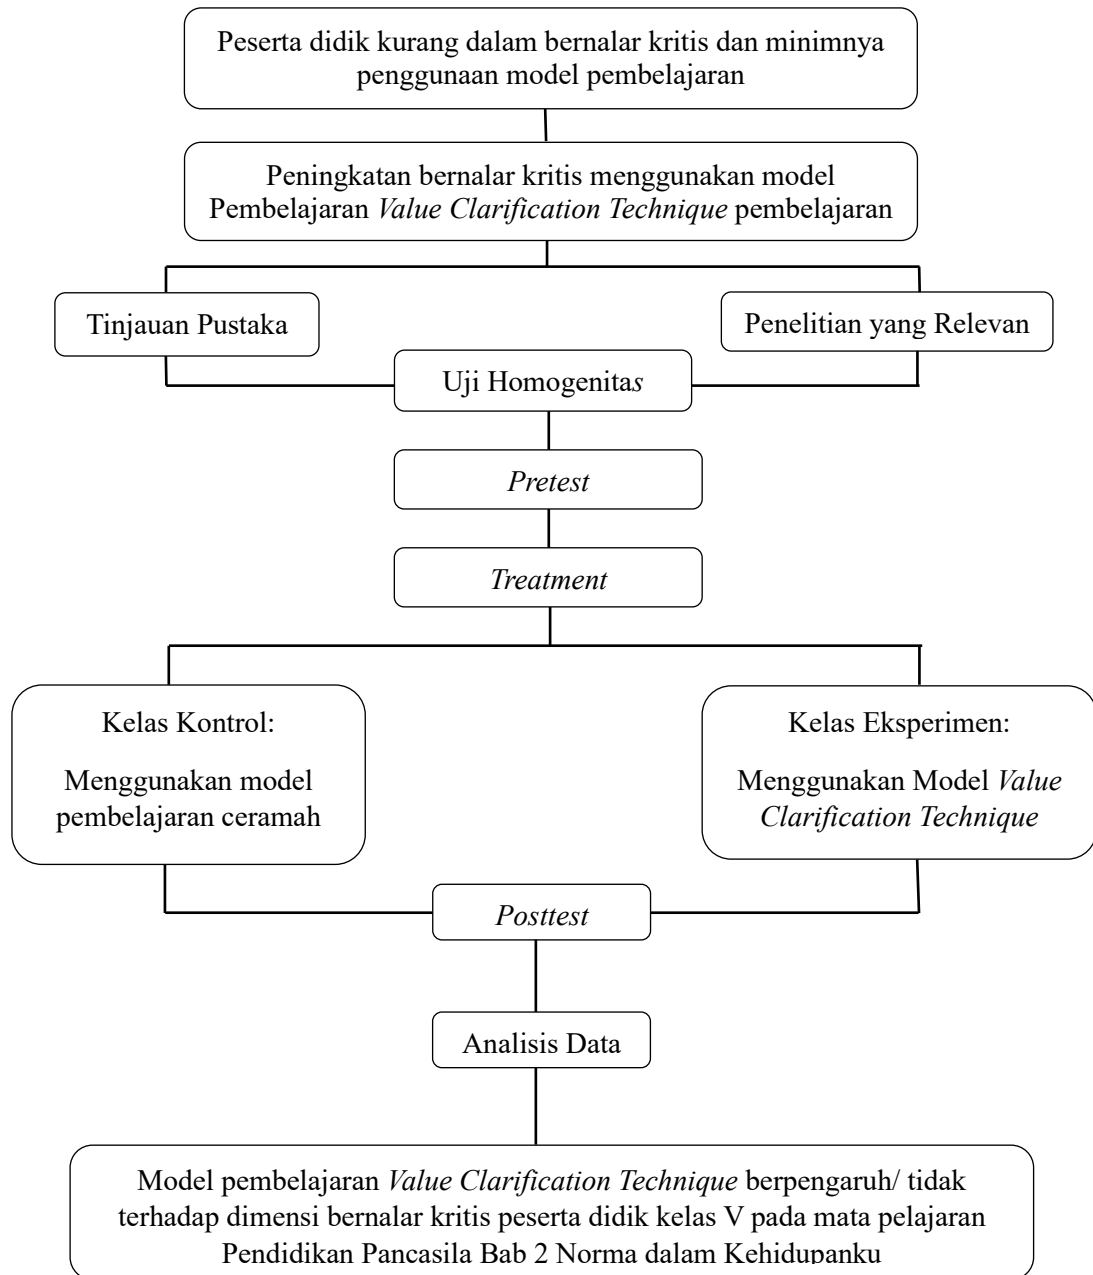 Peserta didik kurang dalam bernalar kritis dan minimnya
penggunaan model pembelajaran
Peningkatan bernalar kritis menggunakan model
Pembelajaran Value Clarification Technique pembelajaran
Tinjauan Pustaka
Penelitian yang Relevan
Uji Homogenitas
Pretest
Treatment
Kelas Kontrol:
Menggunakan model
pembelajaran ceramah
Kelas Eksperimen:
Menggunakan Model Value
Clarification Technique
Posttest
Analisis Data
Model pembelajaran Value Clarification Technique berpengaruh/ tidak
terhadap dimensi bernalar kritis peserta didik kelas V pada mata pelajaran
Pendidikan Pancasila Bab 2 Norma dalam Kehidupanku